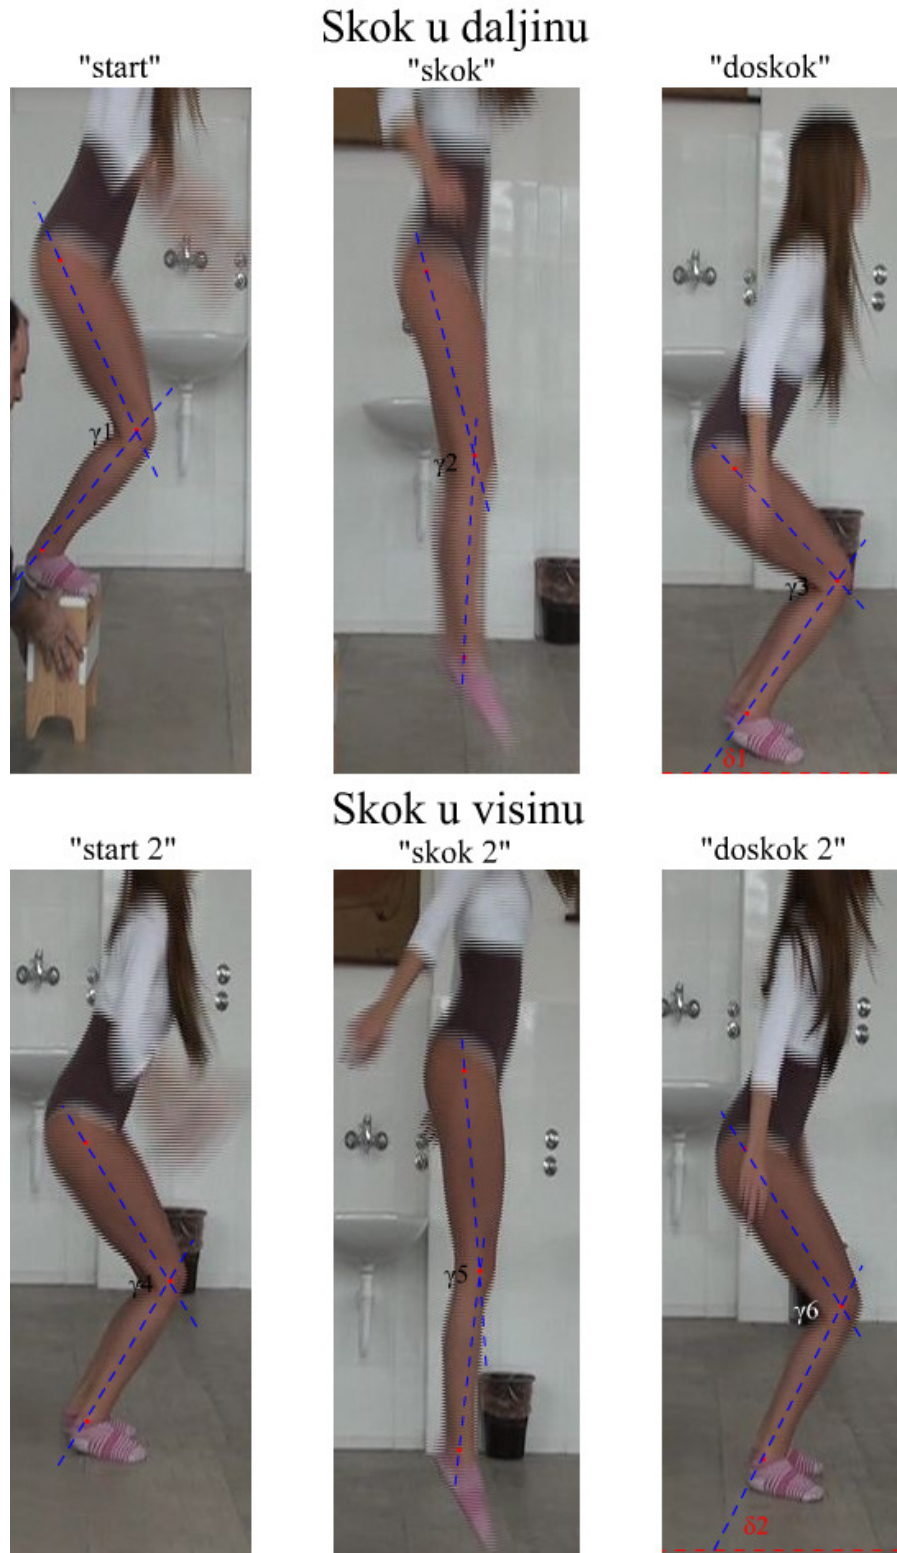 Skok u daljinu
"start" "skok" "doskok"
γ1
γ2
γ3
δ1
Skok u visinu
"start 2" "skok 2" "doskok 2"
γ4
γ5
γ6
δ2